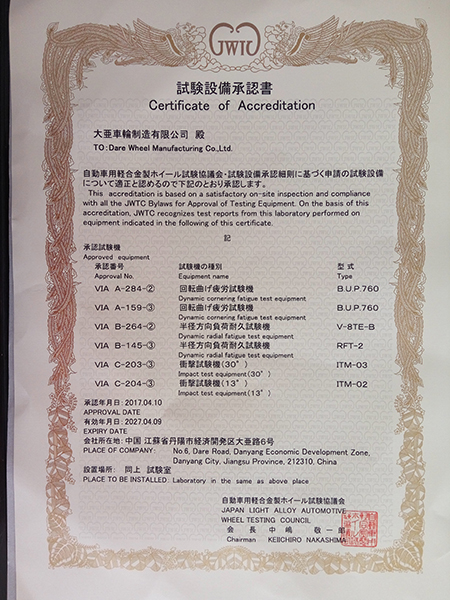 JWTC
試験設備承認書
Certificate of Accreditation
大亜車輪制造有限公司 殿
TO:Dare Wheel Manufacturing Co.,Ltd.
自動車用軽合金製ホイール試験協議会・試験設備承認細則に基づく申請の試験設備
について適正と認めるので下記のとおり承認します。
This accreditation is based on a satisfactory on-site inspection and compliance
with all the JWTC Bylaws for Approval of Testing Equipment. On the basis of this
accreditation, JWTC recognizes test reports from this laboratory performed on
equipment indicated in the following of this certificate.
記
承認試験機
Approved equipment
承認番号 試験機の種別 型式
Approval No. Equipment name Type
VIA A-284-② 回転曲げ疲労試験機 B.U.P.760
Dynamic cornering fatigue test equipment
VIA A-159-③ 回転曲げ疲労試験機 B.U.P.760
Dynamic cornering fatigue test equipment
VIA B-264-② 半径方向負荷耐久試験機 V-8TE-B
Dynamic radial fatigue test equipment
VIA B-145-③ 半径方向負荷耐久試験機 RFT-2
Dynamic radial fatigue test equipment
VIA C-203-③ 衝撃試験機(30°) ITM-03
Impact test equipment(30°)
VIA C-204-③ 衝撃試験機(13°) ITM-02
Impact test equipment(13°)
承認年月日:2017.04.10
APPROVAL DATE
有効年月日:2027.04.09
EXPIRY DATE
会社所在地:中国 江蘇省丹陽市経済開発区大亜路6号
PLACE OF COMPANY: No.6, Dare Road, Danyang Economic Development Zone,
Danyang City, Jiangsu Province, 212310, China
設置場所: 同上 試験室
PLACE TO BE INSTALLED: Laboratory in the same as above place
自動車用軽合金製ホイール試験協議会
JAPAN LIGHT ALLOY AUTOMOTIVE
WHEEL TESTING COUNCIL
会長 中嶋 敬一郎
Chairman KEIICHIRO NAKASHIMA